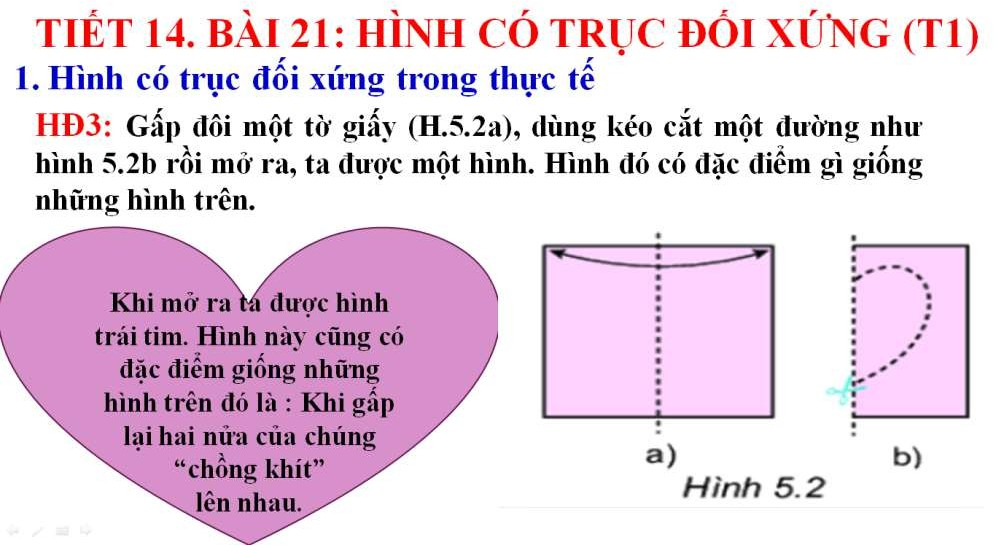 TIẾT 14. BÀI 21: HÌNH CÓ TRỤC ĐỐI XỨNG (T1)
1. Hình có trục đối xứng trong thực tế
HĐ3: Gấp đôi một tờ giấy (H.5.2a), dùng kéo cắt một đường như
hình 5.2b rồi mở ra, ta được một hình. Hình đó có đặc điểm gì giống
những hình trên.
Khi mở ra ta được hình
trái tim. Hình này cũng có
đặc điểm giống những
hình trên đó là : Khi gấp
lại hai nửa của chúng
“chồng khít”
lên nhau.
a)
b)
Hình 5.2